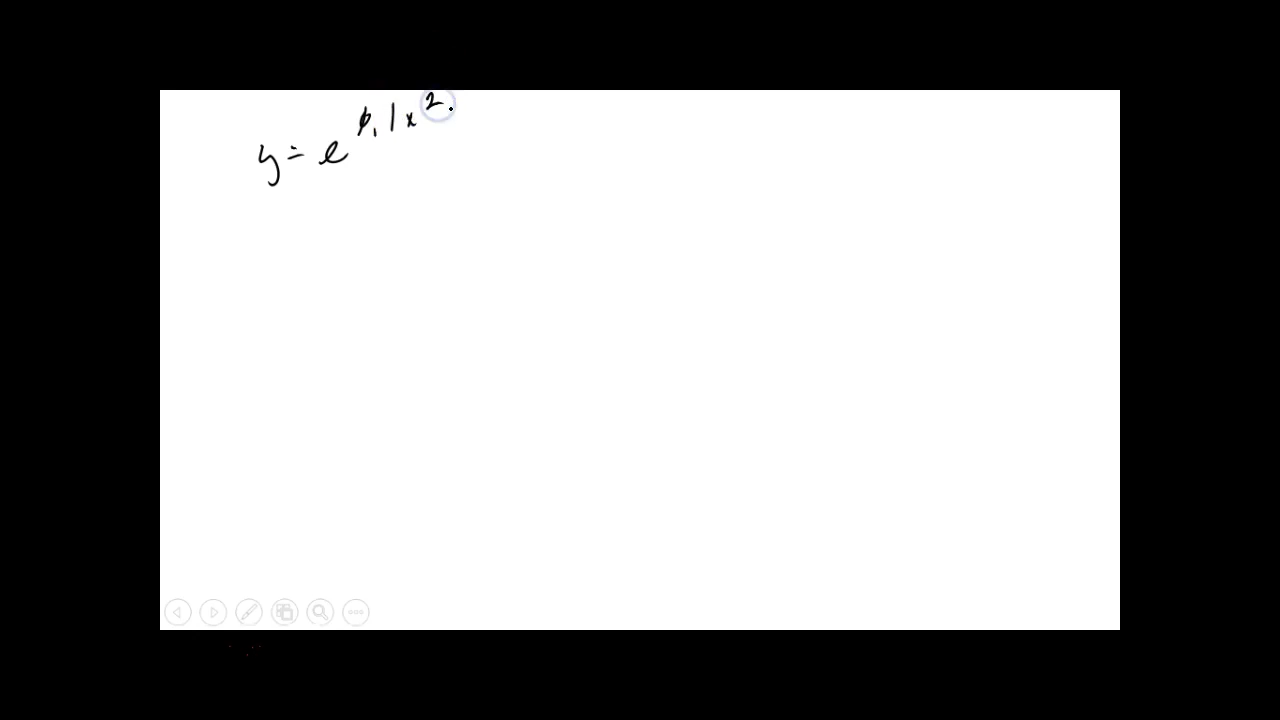 y = e^0.1x^2